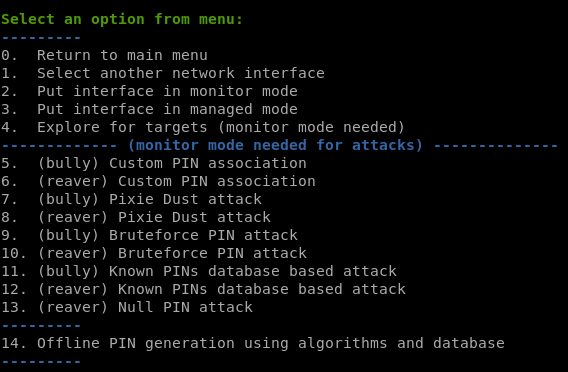 Select an option from menu:
---------
0.  Return to main menu
1.  Select another network interface
2.  Put interface in monitor mode
3.  Put interface in managed mode
4.  Explore for targets (monitor mode needed)
------------- (monitor mode needed for attacks) --------------
5.  (bully) Custom PIN association
6.  (reaver) Custom PIN association
7.  (bully) Pixie Dust attack
8.  (reaver) Pixie Dust attack
9.  (bully) Bruteforce PIN attack
10. (reaver) Bruteforce PIN attack
11. (bully) Known PINs database based attack
12. (reaver) Known PINs database based attack
13. (reaver) Null PIN attack
---------
14. Offline PIN generation using algorithms and database
---------